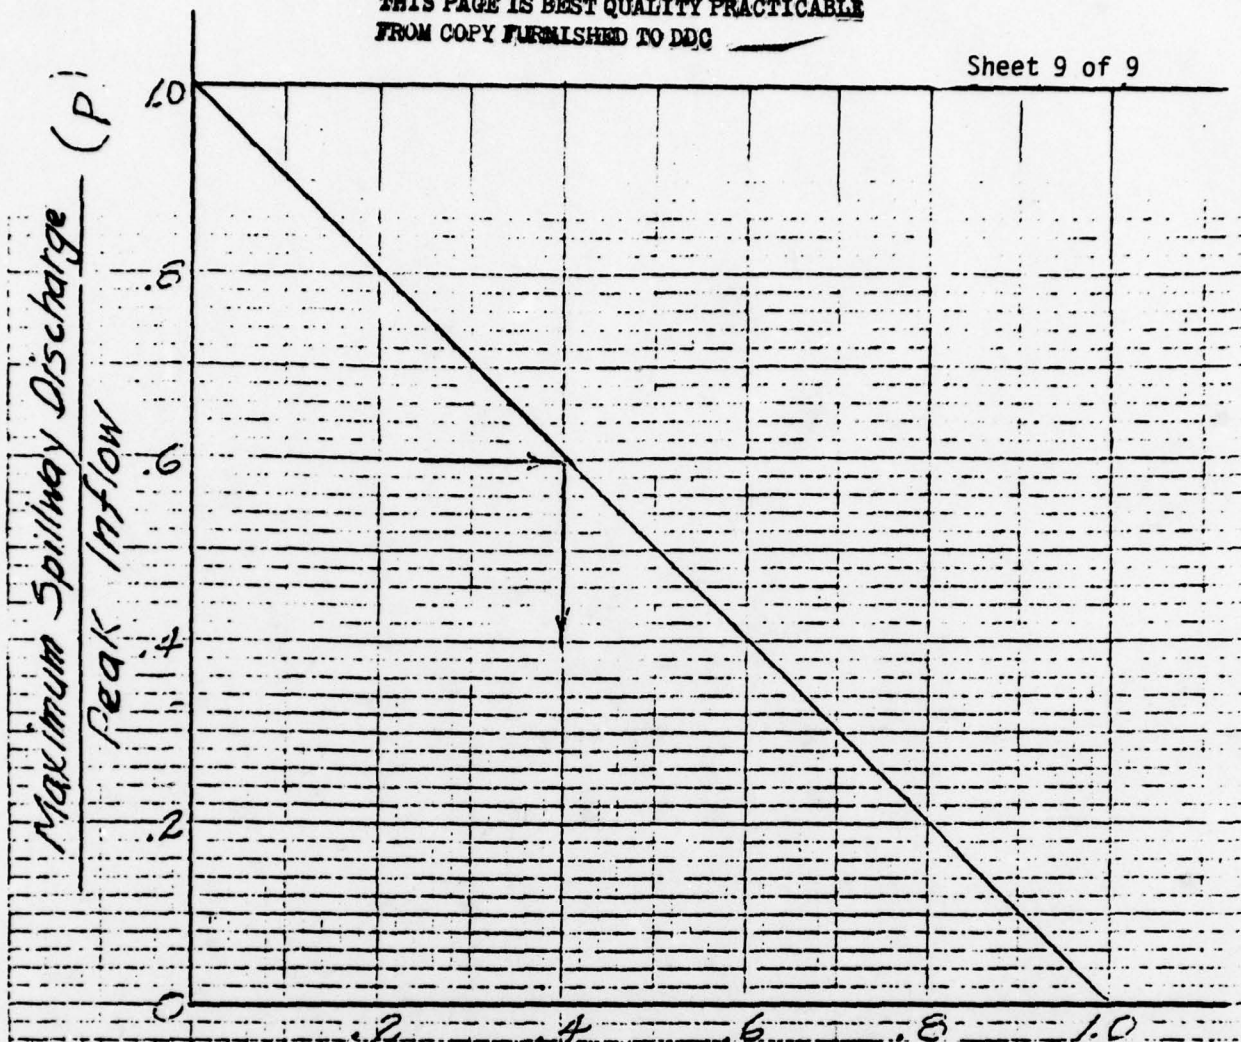 THIS PAGE IS BEST QUALITY PRACTICABLE
FROM COPY FURNISHED TO DDC
Sheet 9 of 9
Maximum Spillway Discharge (p)
Peak Inflow
1.0
.8
.6
.4
.2
0
.2 .4 .6 .8 1.0